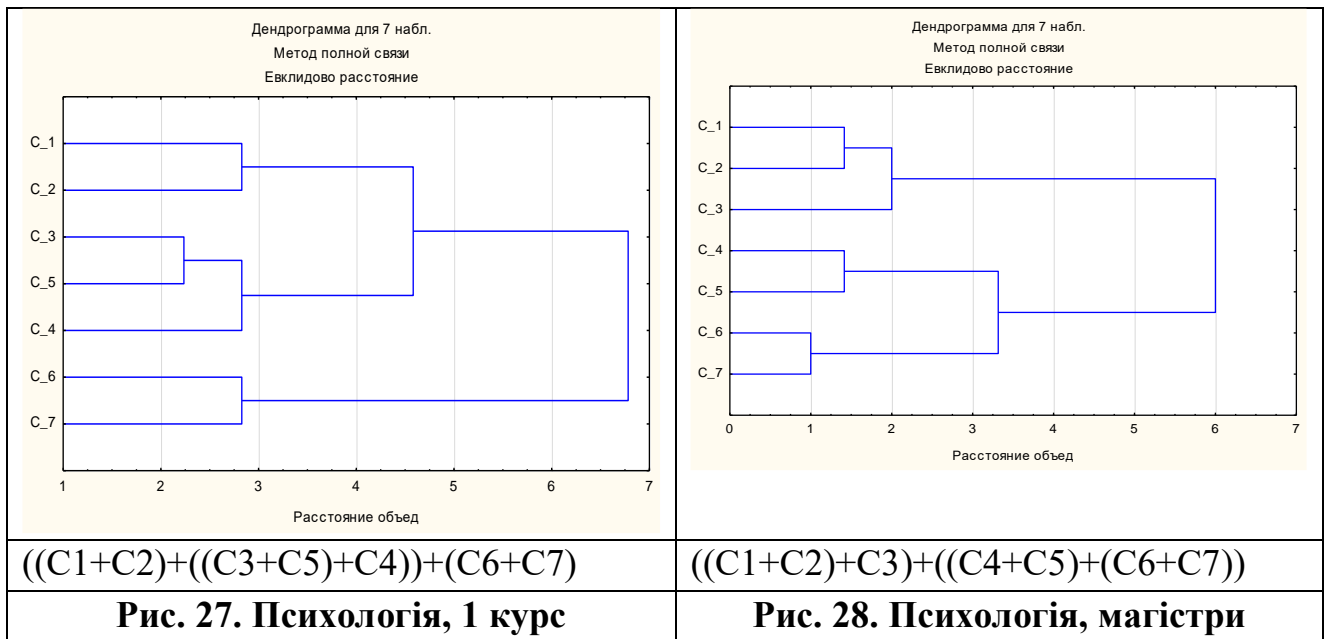 Дендрограмма для 7 набл.
Метод полной связи
Евклидово расстояние
C_1
C_2
C_3
C_5
C_4
C_6
C_7
1 2 3 4 5 6 7
Расстояние объед
((C1+C2)+((C3+C5)+C4))+(C6+C7)
Рис. 27. Психологія, 1 курс
Дендрограмма для 7 набл.
Метод полной связи
Евклидово расстояние
C_1
C_2
C_3
C_4
C_5
C_6
C_7
0 1 2 3 4 5 6 7
Расстояние объед
((C1+C2)+C3)+((C4+C5)+(C6+C7))
Рис. 28. Психологія, магістри